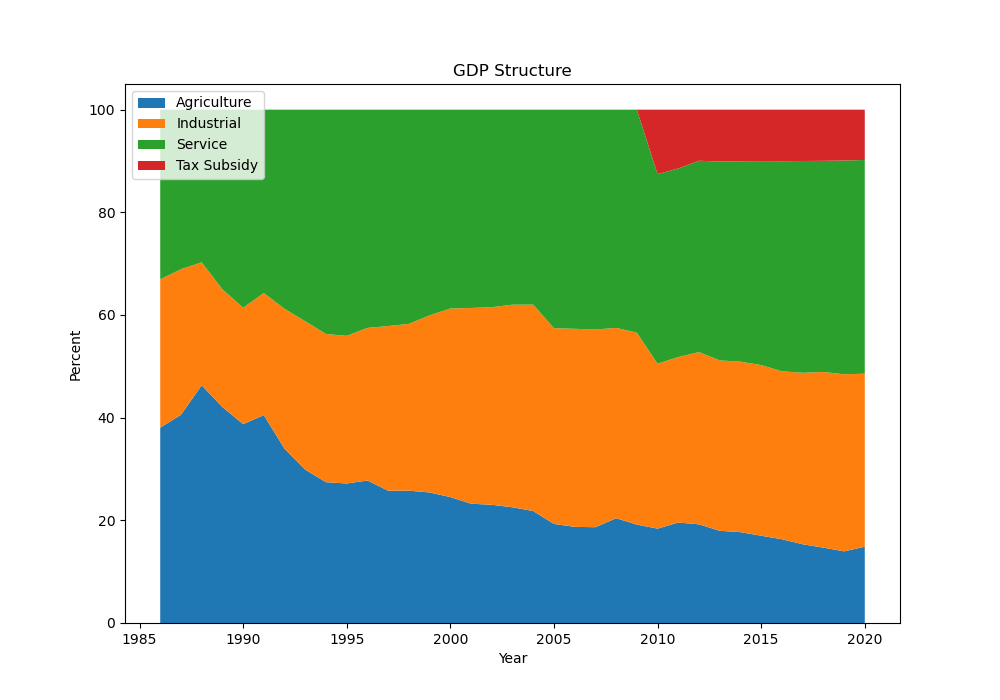 GDP Structure
Agriculture
Industrial
Service
Tax Subsidy
100
80
60
40
20
0
Percent
1985 1990 1995 2000 2005 2010 2015 2020
Year